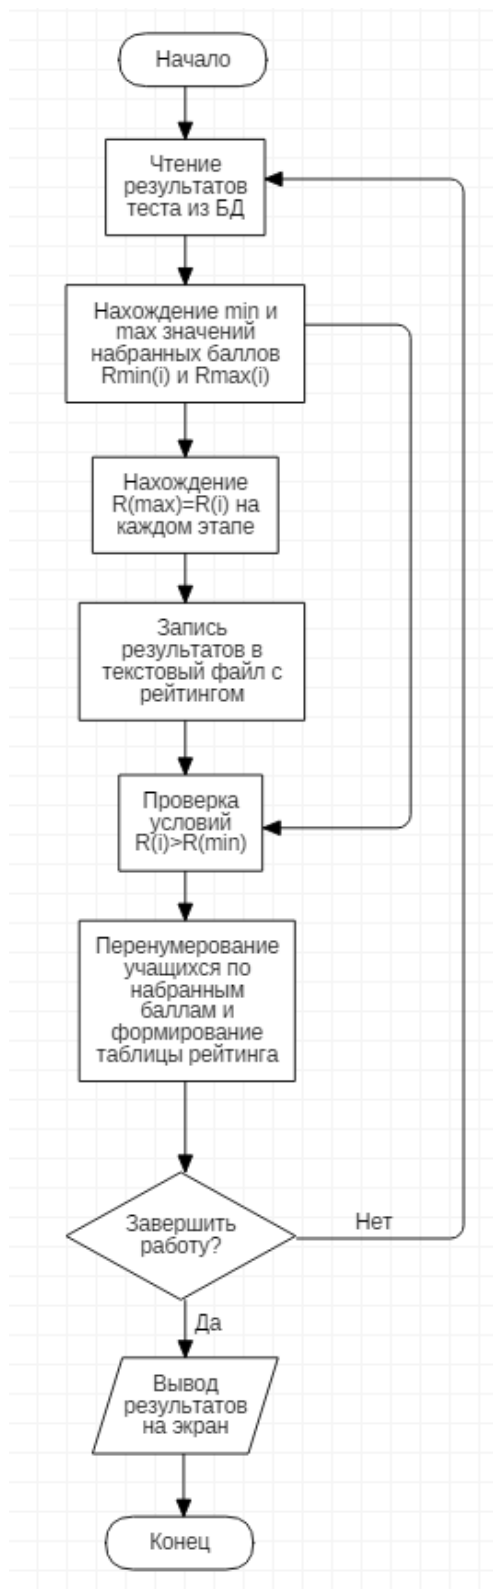 Начало
Чтение
результатов
теста из БД
Нахождение min и
max значений
набранных баллов
Rmin(i) и Rmax(i)
Нахождение
R(max)=R(i) на
каждом этапе
Запись
результатов в
текстовый файл с
рейтингом
Проверка
условий
R(i)>R(min)
Перенумерование
учащихся по
набранным
баллам и
формирование
таблицы рейтинга
Завершить
работу?
Нет
Да
Вывод
результатов
на экран
Конец